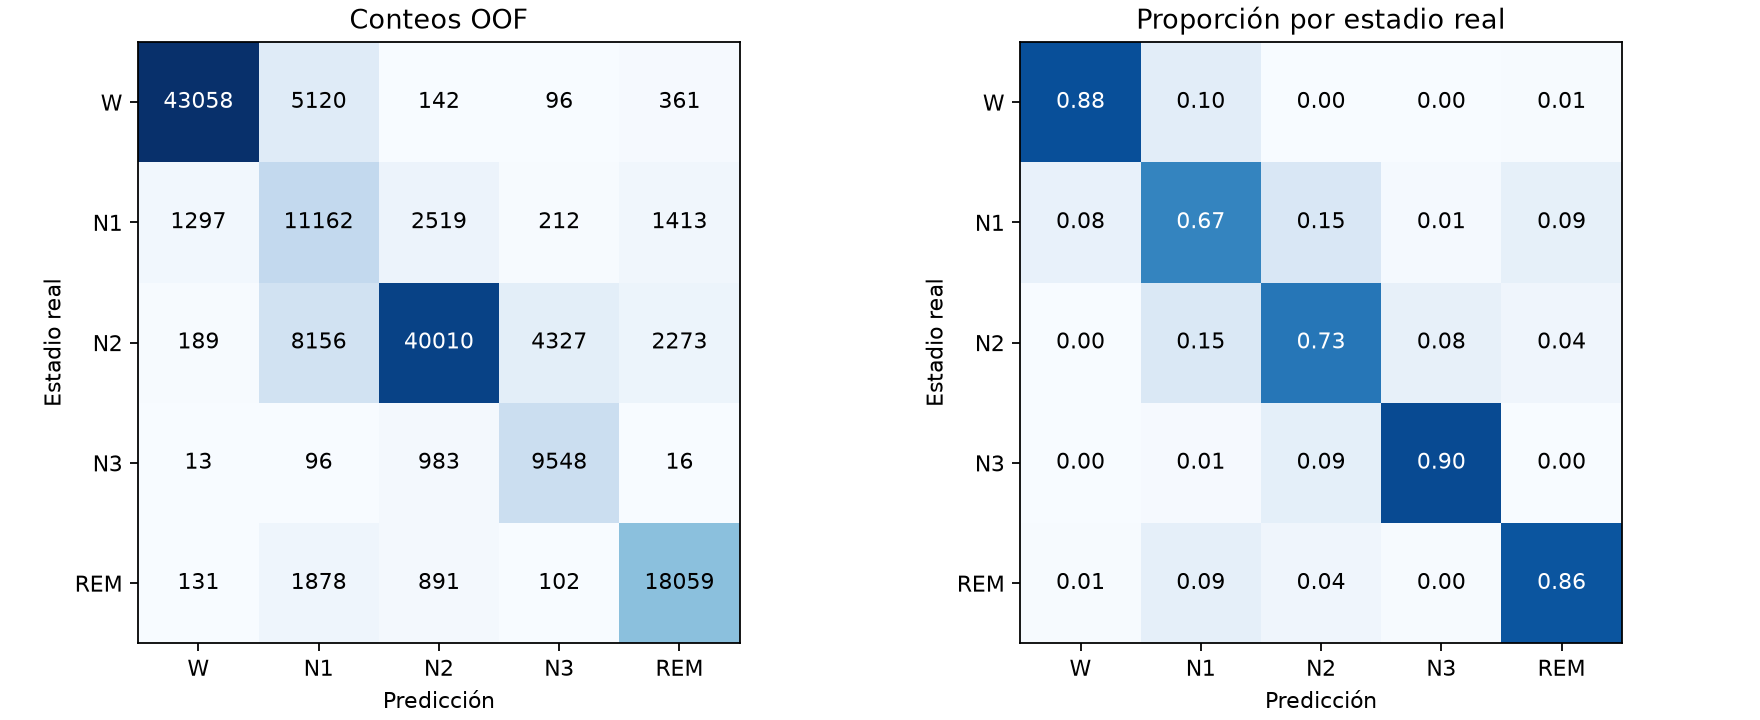 Conteos OOF
W 43058 5120 142 96 361
N1 1297 11162 2519 212 1413
N2 189 8156 40010 4327 2273
N3 13 96 983 9548 16
REM 131 1878 891 102 18059
W N1 N2 N3 REM
Estadio real
Predicción
Proporción por estadio real
W 0.88 0.10 0.00 0.00 0.01
N1 0.08 0.67 0.15 0.01 0.09
N2 0.00 0.15 0.73 0.08 0.04
N3 0.00 0.01 0.09 0.90 0.00
REM 0.01 0.09 0.04 0.00 0.86
W N1 N2 N3 REM
Estadio real
Predicción